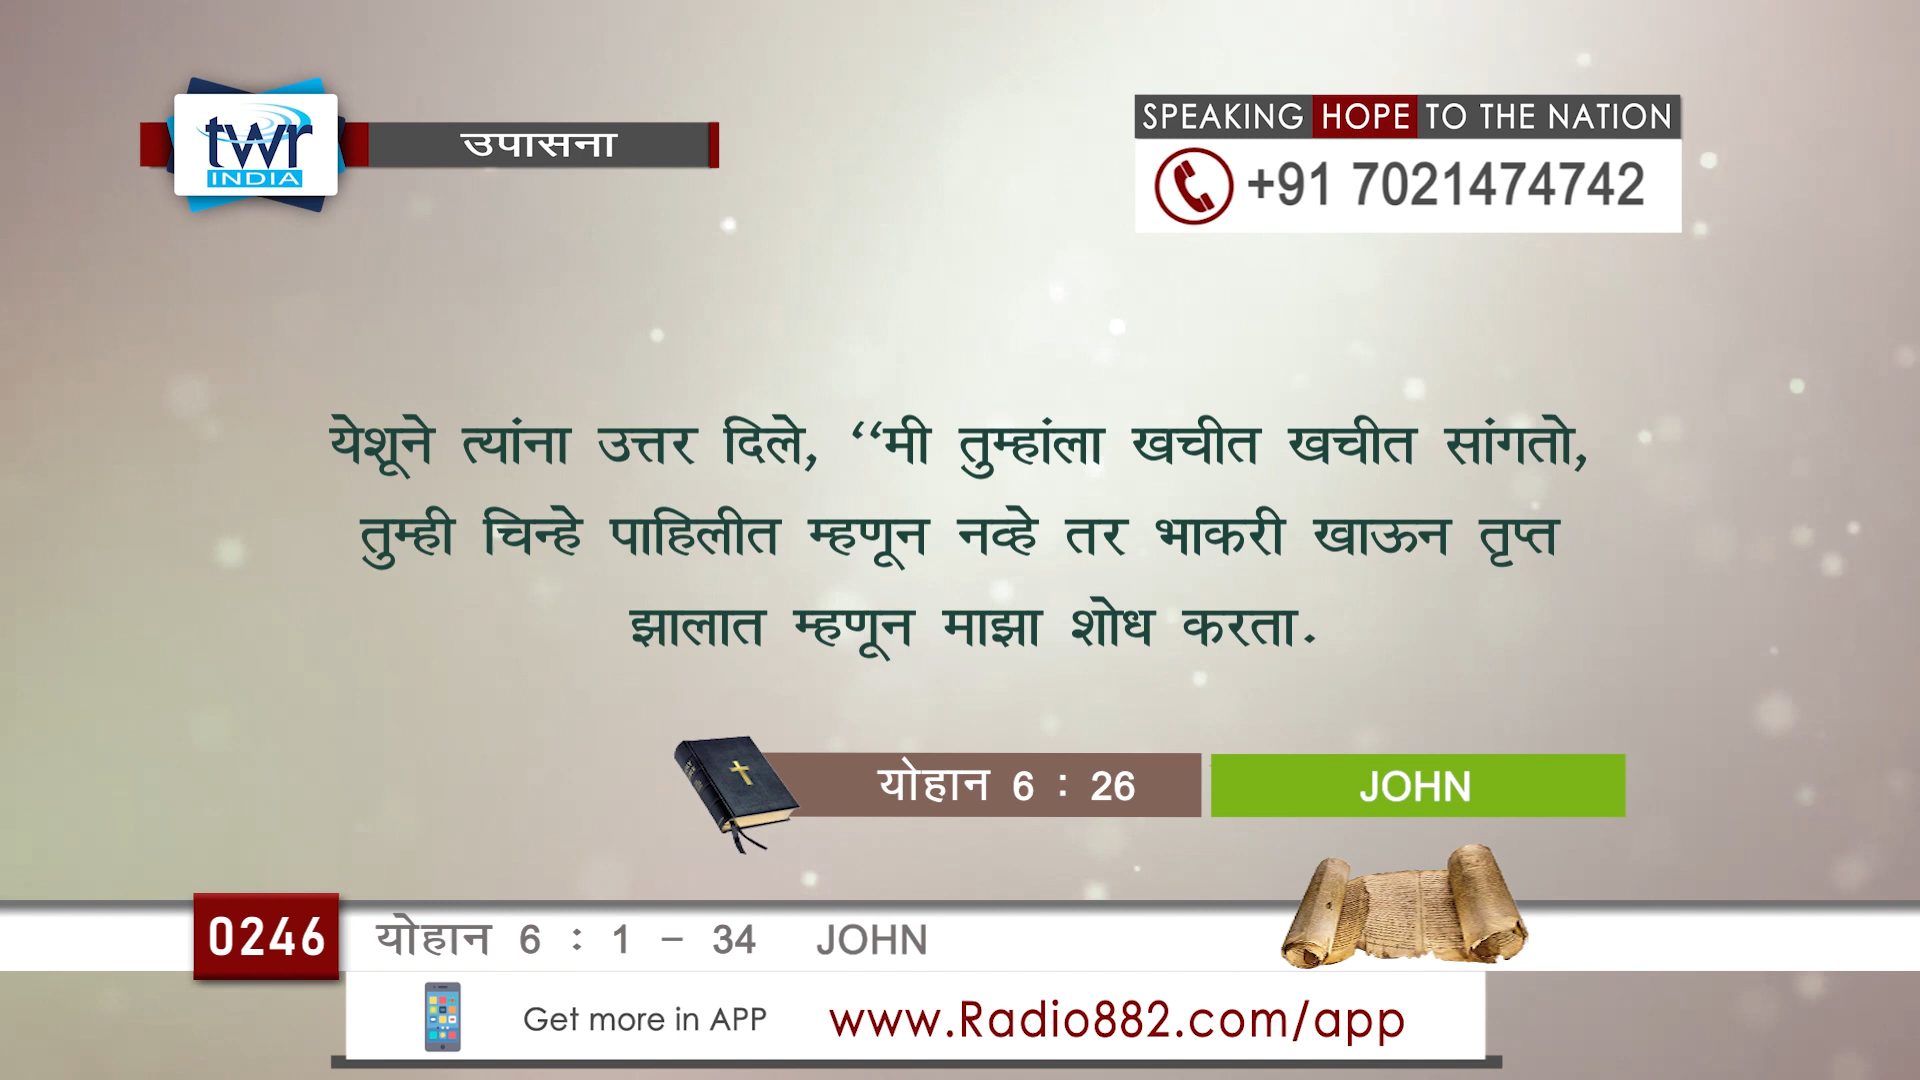 twr
INDIA
उपासना
SPEAKING HOPE TO THE NATION
+91 7021474742
येशूने त्यांना उत्तर दिले, “मी तुम्हांला खचीत खचीत सांगतो,
तुम्ही चिन्हे पाहिलीत म्हणून नव्हे तर भाकरी खाऊन तृप्त
झालात म्हणून माझा शोध करता.
योहान 6 : 26
JOHN
0246 योहान 6 : 1 - 34 JOHN
Get more in APP www.Radio882.com/app